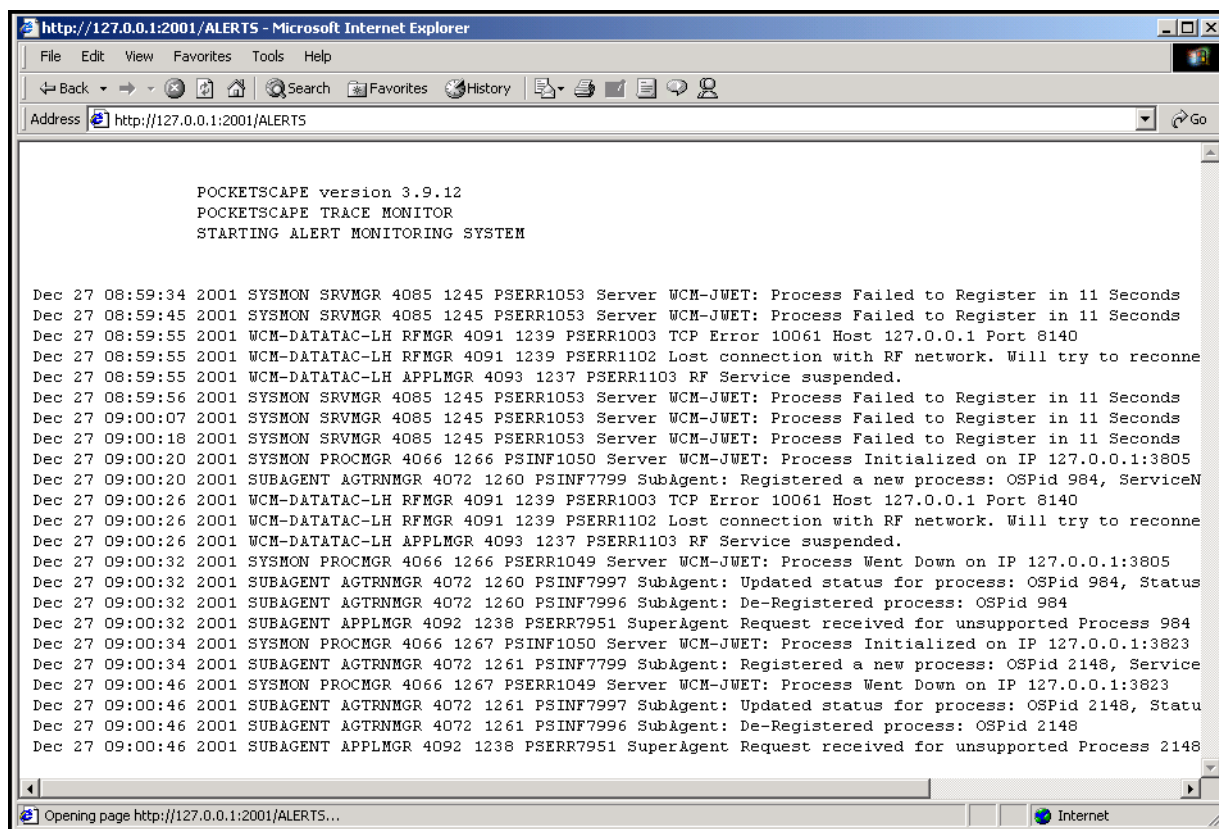 http://127.0.0.1:2001/ALERTS - Microsoft Internet Explorer
File Edit View Favorites Tools Help
Back Search Favorites History
Address http://127.0.0.1:2001/ALERTS Go
POCKETSCAPE version 3.9.12
POCKETSCAPE TRACE MONITOR
STARTING ALERT MONITORING SYSTEM
Dec 27 08:59:34 2001 SYSMON SRVMGR 4085 1245 PSERR1053 Server WCM-JWET: Process Failed to Register in 11 Seconds
Dec 27 08:59:45 2001 SYSMON SRVMGR 4085 1245 PSERR1053 Server WCM-JWET: Process Failed to Register in 11 Seconds
Dec 27 08:59:55 2001 WCM-DATATAC-LH RFMGR 4091 1239 PSERR1003 TCP Error 10061 Host 127.0.0.1 Port 8140
Dec 27 08:59:55 2001 WCM-DATATAC-LH RFMGR 4091 1239 PSERR1102 Lost connection with RF network. Will try to reconne
Dec 27 08:59:55 2001 WCM-DATATAC-LH APPLMGR 4093 1237 PSERR1103 RF Service suspended.
Dec 27 08:59:56 2001 SYSMON SRVMGR 4085 1245 PSERR1053 Server WCM-JWET: Process Failed to Register in 11 Seconds
Dec 27 09:00:07 2001 SYSMON SRVMGR 4085 1245 PSERR1053 Server WCM-JWET: Process Failed to Register in 11 Seconds
Dec 27 09:00:18 2001 SYSMON SRVMGR 4085 1245 PSERR1053 Server WCM-JWET: Process Failed to Register in 11 Seconds
Dec 27 09:00:20 2001 SYSMON PROCMGR 4066 1266 PSINF1050 Server WCM-JWET: Process Initialized on IP 127.0.0.1:3805
Dec 27 09:00:20 2001 SUBAGENT AGTRNMGR 4072 1260 PSINF7799 SubAgent: Registered a new process: OSPid 984, ServiceN
Dec 27 09:00:26 2001 WCM-DATATAC-LH RFMGR 4091 1239 PSERR1003 TCP Error 10061 Host 127.0.0.1 Port 8140
Dec 27 09:00:26 2001 WCM-DATATAC-LH RFMGR 4091 1239 PSERR1102 Lost connection with RF network. Will try to reconne
Dec 27 09:00:26 2001 WCM-DATATAC-LH APPLMGR 4093 1237 PSERR1103 RF Service suspended.
Dec 27 09:00:32 2001 SYSMON PROCMGR 4066 1266 PSERR1049 Server WCM-JWET: Process Went Down on IP 127.0.0.1:3805
Dec 27 09:00:32 2001 SUBAGENT AGTRNMGR 4072 1260 PSINF7997 SubAgent: Updated status for process: OSPid 984, Status
Dec 27 09:00:32 2001 SUBAGENT AGTRNMGR 4072 1260 PSINF7996 SubAgent: De-Registered process: OSPid 984
Dec 27 09:00:32 2001 SUBAGENT APPLMGR 4092 1238 PSERR7951 SuperAgent Request received for unsupported Process 984
Dec 27 09:00:34 2001 SYSMON PROCMGR 4066 1267 PSINF1050 Server WCM-JWET: Process Initialized on IP 127.0.0.1:3823
Dec 27 09:00:34 2001 SUBAGENT AGTRNMGR 4072 1261 PSINF7799 SubAgent: Registered a new process: OSPid 2148, Service
Dec 27 09:00:46 2001 SYSMON PROCMGR 4066 1267 PSERR1049 Server WCM-JWET: Process Went Down on IP 127.0.0.1:3823
Dec 27 09:00:46 2001 SUBAGENT AGTRNMGR 4072 1261 PSINF7997 SubAgent: Updated status for process: OSPid 2148, Statu
Dec 27 09:00:46 2001 SUBAGENT AGTRNMGR 4072 1261 PSINF7996 SubAgent: De-Registered process: OSPid 2148
Dec 27 09:00:46 2001 SUBAGENT APPLMGR 4092 1238 PSERR7951 SuperAgent Request received for unsupported Process 2148
Opening page http://127.0.0.1:2001/ALERTS... Internet